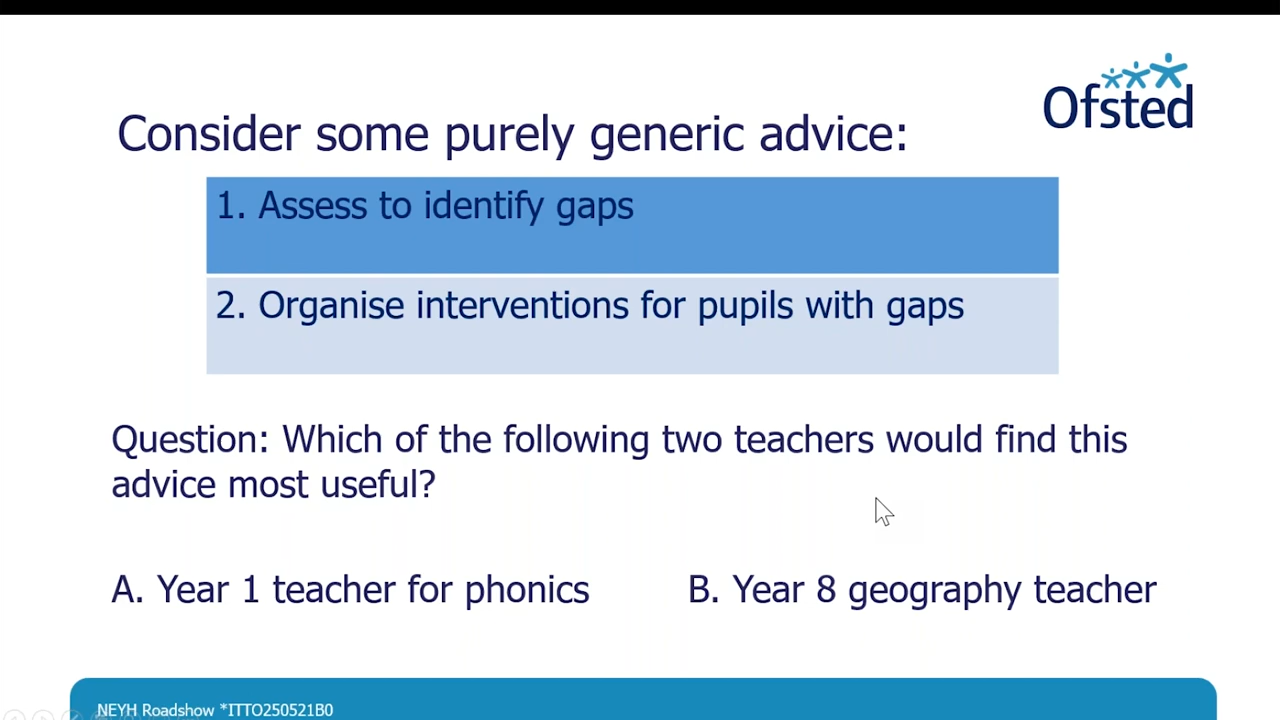 Ofsted
Consider some purely generic advice:
1. Assess to identify gaps
2. Organise interventions for pupils with gaps
Question: Which of the following two teachers would find this
advice most useful?
A. Year 1 teacher for phonics
B. Year 8 geography teacher
NEYH Roadshow *ITTO250521B0